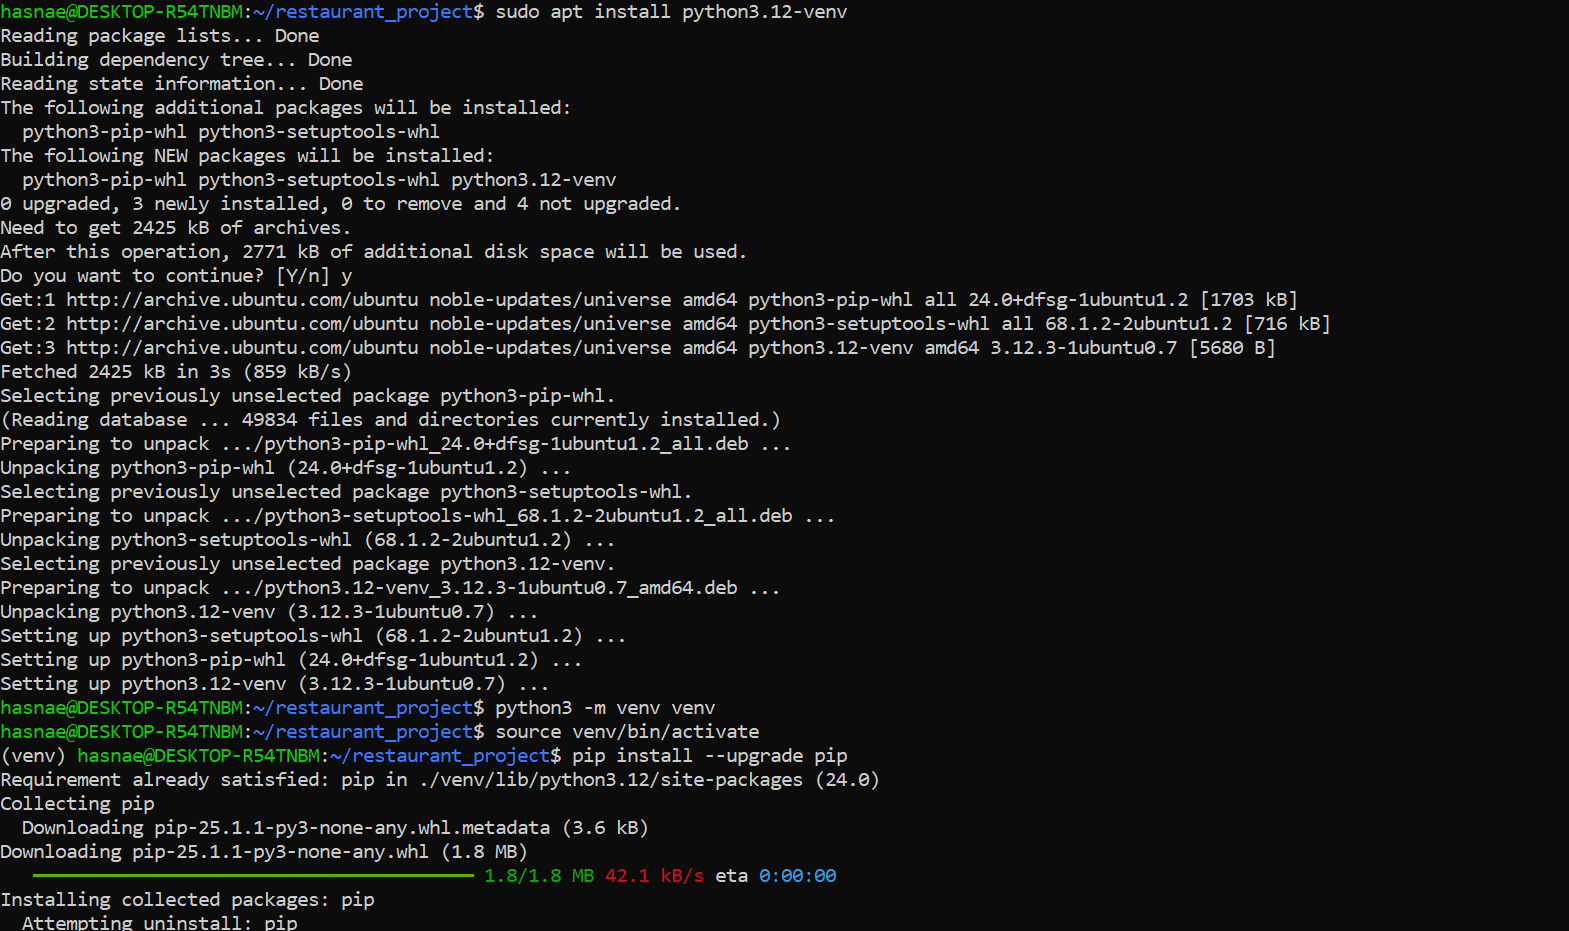 hasnae@DESKTOP-R54TNBM:~/restaurant_project$ sudo apt install python3.12-venv
Reading package lists... Done
Building dependency tree... Done
Reading state information... Done
The following additional packages will be installed:
  python3-pip-whl python3-setuptools-whl
The following NEW packages will be installed:
  python3-pip-whl python3-setuptools-whl python3.12-venv
0 upgraded, 3 newly installed, 0 to remove and 4 not upgraded.
Need to get 2425 kB of archives.
After this operation, 2771 kB of additional disk space will be used.
Do you want to continue? [Y/n] y
Get:1 http://archive.ubuntu.com/ubuntu noble-updates/universe amd64 python3-pip-whl all 24.0+dfsg-1ubuntu1.2 [1703 kB]
Get:2 http://archive.ubuntu.com/ubuntu noble-updates/universe amd64 python3-setuptools-whl all 68.1.2-2ubuntu1.2 [716 kB]
Get:3 http://archive.ubuntu.com/ubuntu noble-updates/universe amd64 python3.12-venv amd64 3.12.3-1ubuntu0.7 [5680 B]
Fetched 2425 kB in 3s (859 kB/s)
Selecting previously unselected package python3-pip-whl.
(Reading database ... 49834 files and directories currently installed.)
Preparing to unpack .../python3-pip-whl_24.0+dfsg-1ubuntu1.2_all.deb ...
Unpacking python3-pip-whl (24.0+dfsg-1ubuntu1.2) ...
Selecting previously unselected package python3-setuptools-whl.
Preparing to unpack .../python3-setuptools-whl_68.1.2-2ubuntu1.2_all.deb ...
Unpacking python3-setuptools-whl (68.1.2-2ubuntu1.2) ...
Selecting previously unselected package python3.12-venv.
Preparing to unpack .../python3.12-venv_3.12.3-1ubuntu0.7_amd64.deb ...
Unpacking python3.12-venv (3.12.3-1ubuntu0.7) ...
Setting up python3-setuptools-whl (68.1.2-2ubuntu1.2) ...
Setting up python3-pip-whl (24.0+dfsg-1ubuntu1.2) ...
Setting up python3.12-venv (3.12.3-1ubuntu0.7) ...
hasnae@DESKTOP-R54TNBM:~/restaurant_project$ python3 -m venv venv
hasnae@DESKTOP-R54TNBM:~/restaurant_project$ source venv/bin/activate
(venv) hasnae@DESKTOP-R54TNBM:~/restaurant_project$ pip install --upgrade pip
Requirement already satisfied: pip in ./venv/lib/python3.12/site-packages (24.0)
Collecting pip
  Downloading pip-25.1.1-py3-none-any.whl.metadata (3.6 kB)
Downloading pip-25.1.1-py3-none-any.whl (1.8 MB)
1.8/1.8 MB 42.1 kB/s eta 0:00:00
Installing collected packages: pip
  Attempting uninstall: pip